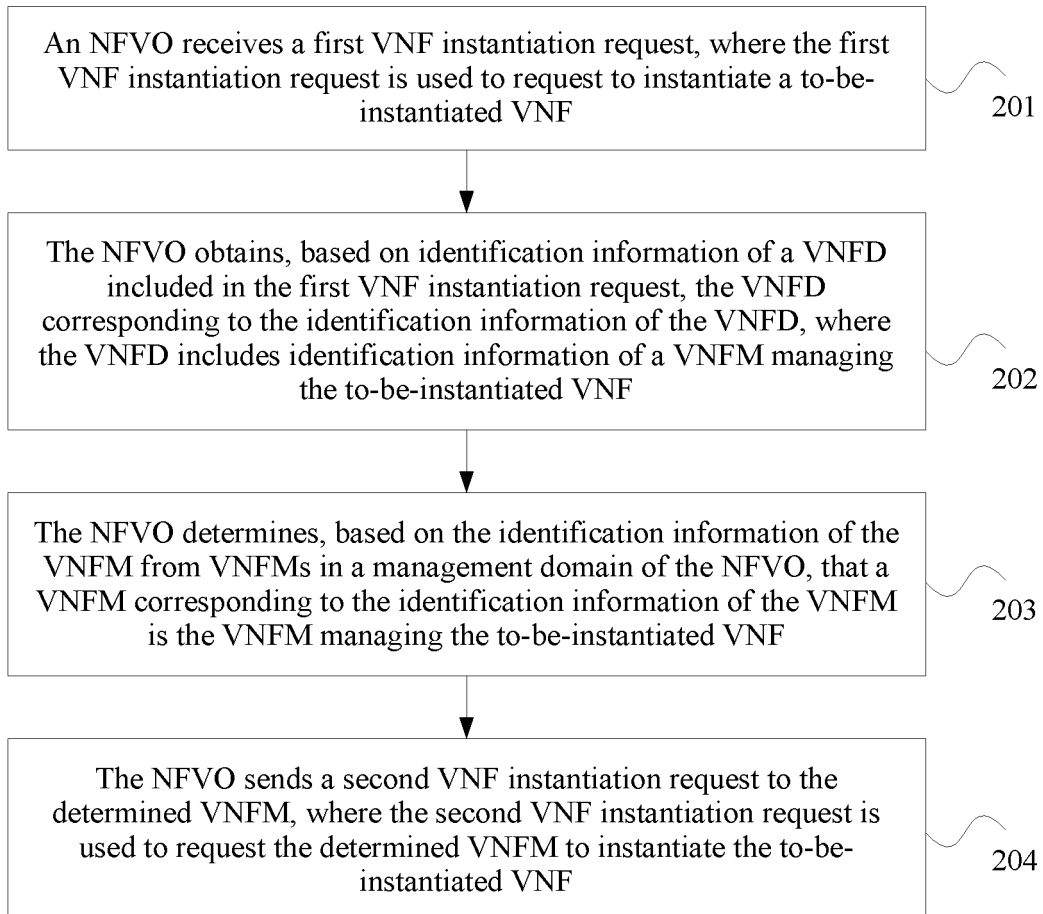 An NFVO receives a first VNF instantiation request, where the first
VNF instantiation request is used to request to instantiate a to-be-
instantiated VNF
201
The NFVO obtains, based on identification information of a VNFD
included in the first VNF instantiation request, the VNFD
corresponding to the identification information of the VNFD, where
the VNFD includes identification information of a VNFM managing
the to-be-instantiated VNF
202
The NFVO determines, based on the identification information of the
VNFM from VNFMs in a management domain of the NFVO, that a
VNFM corresponding to the identification information of the VNFM
is the VNFM managing the to-be-instantiated VNF
203
The NFVO sends a second VNF instantiation request to the
determined VNFM, where the second VNF instantiation request is
used to request the determined VNFM to instantiate the to-be-
instantiated VNF
204